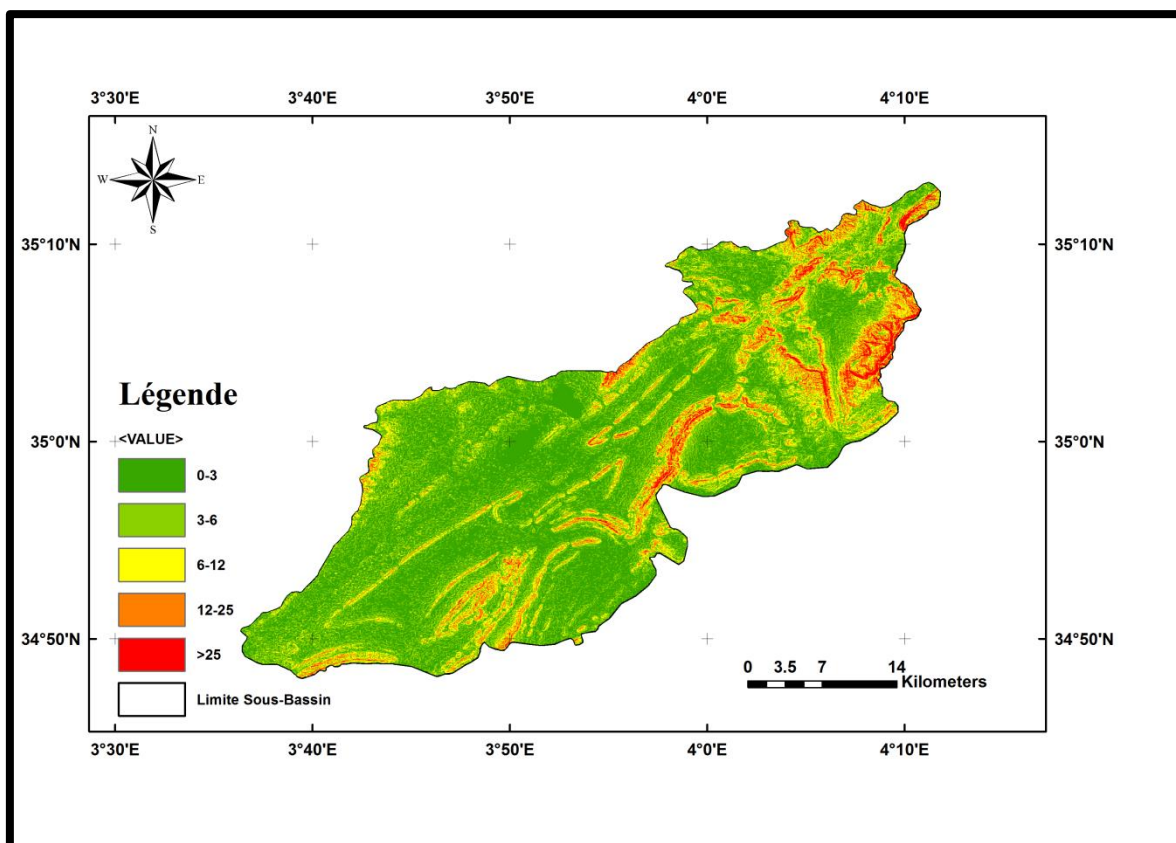 3°30'E 3°40'E 3°50'E 4°0'E 4°10'E
N
W E
S
35°10'N 35°10'N
Légende
<VALUE>
35°0'N 35°0'N
0-3
3-6
6-12
12-25
34°50'N 34°50'N
>25
0 3.5 7 14
Kilometers
Limite Sous-Bassin
3°30'E 3°40'E 3°50'E 4°0'E 4°10'E